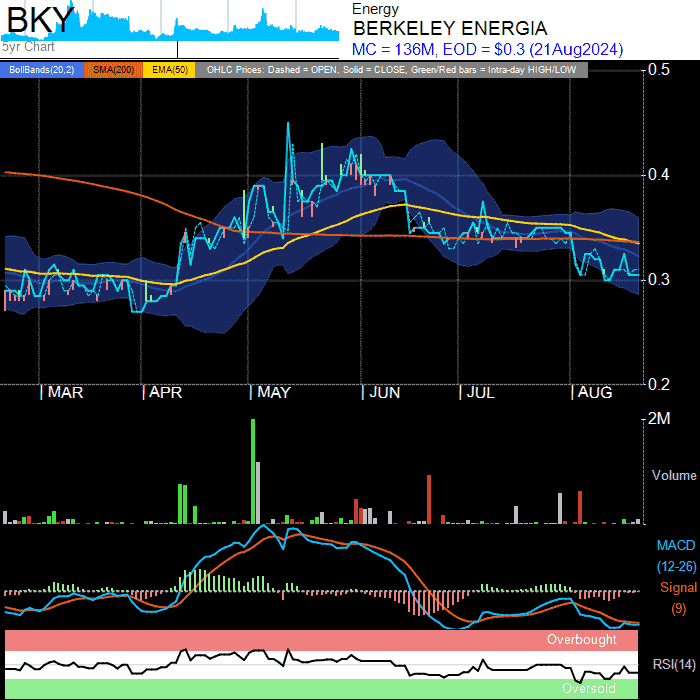 BKY
5yr Chart
Energy
BERKELEY ENERGIA
MC = 136M, EOD = $0.3 (21Aug2024)
BollBands(20,2) SMA(200) EMA(50) OHLC Prices: Dashed = OPEN, Solid = CLOSE, Green/Red bars = Intra-day HIGH/LOW
0.5
0.4
0.3
0.2
MAR APR MAY JUN JUL AUG
2M
Volume
MACD
(12-26)
Signal
(9)
Overbought
RSI(14)
Oversold